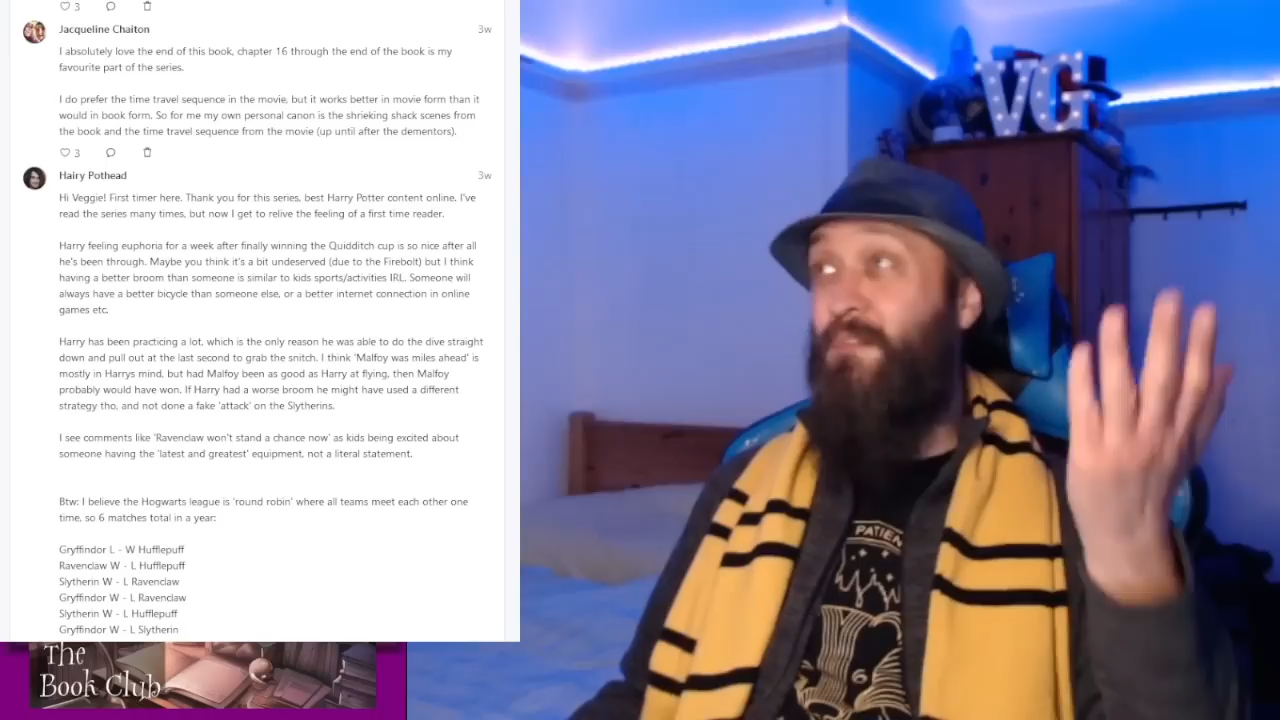 3
Jacqueline Chaiton
3w
I absolutely love the end of this book, chapter 16 through the end of the book is my
favourite part of the series.
I do prefer the time travel sequence in the movie, but it works better in movie form than it
would in book form. So for me my own personal canon is the shrieking shack scenes from
the book and the time travel sequence from the movie (up until after the dementors).
3
Hairy Pothead
3w
Hi Veggie! First timer here. Thank you for this series, best Harry Potter content online. I've
read the series many times, but now I get to relive the feeling of a first time reader.
Harry feeling euphoria for a week after finally winning the Quidditch cup is so nice after all
he's been through. Maybe you think it's a bit undeserved (due to the Firebolt) but I think
having a better broom than someone is similar to kids sports/activities IRL. Someone will
always have a better bicycle than someone else, or a better internet connection in online
games etc.
Harry has been practicing a lot, which is the only reason he was able to do the dive straight
down and pull out at the last second to grab the snitch. I think 'Malfoy was miles ahead' is
mostly in Harrys mind, but had Malfoy been as good as Harry at flying, then Malfoy
probably would have won. If Harry had a worse broom he might have used a different
strategy tho, and not done a fake 'attack' on the Slytherins.
I see comments like 'Ravenclaw won't stand a chance now' as kids being excited about
someone having the 'latest and greatest' equipment, not a literal statement.
Btw: I believe the Hogwarts league is 'round robin' where all teams meet each other one
time, so 6 matches total in a year:
Gryffindor L - W Hufflepuff
Ravenclaw W - L Hufflepuff
Slytherin W - L Ravenclaw
Gryffindor W - L Ravenclaw
Slytherin W - L Hufflepuff
Gryffindor W - L Slytherin
The
Book Club
VG
PATIEN